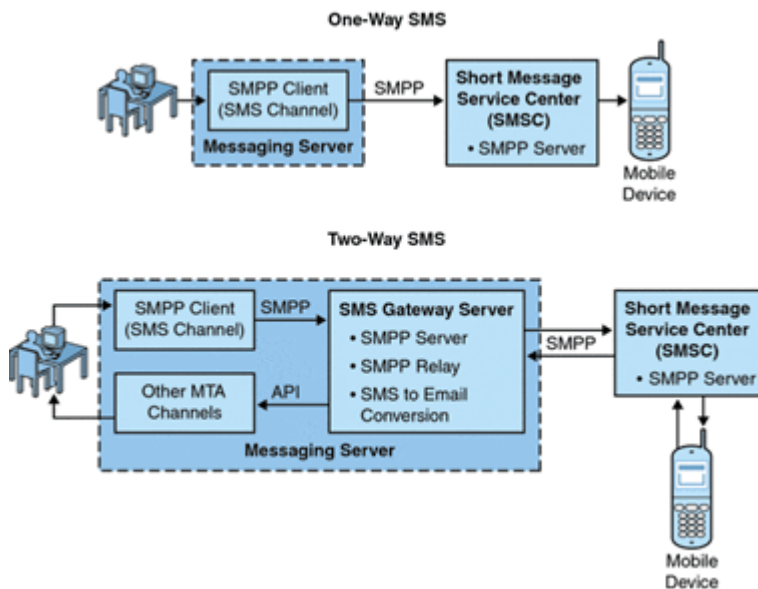 One-Way SMS
SMPP Client
(SMS Channel)
Messaging Server
SMPP
Short Message
Service Center
(SMSC)
• SMPP Server
Mobile
Device
Two-Way SMS
SMPP Client
(SMS Channel)
SMPP
Other MTA
Channels
API
SMS Gateway Server
• SMPP Server
• SMPP Relay
• SMS to Email
Conversion
Messaging Server
SMPP
Short Message
Service Center
(SMSC)
• SMPP Server
Mobile
Device